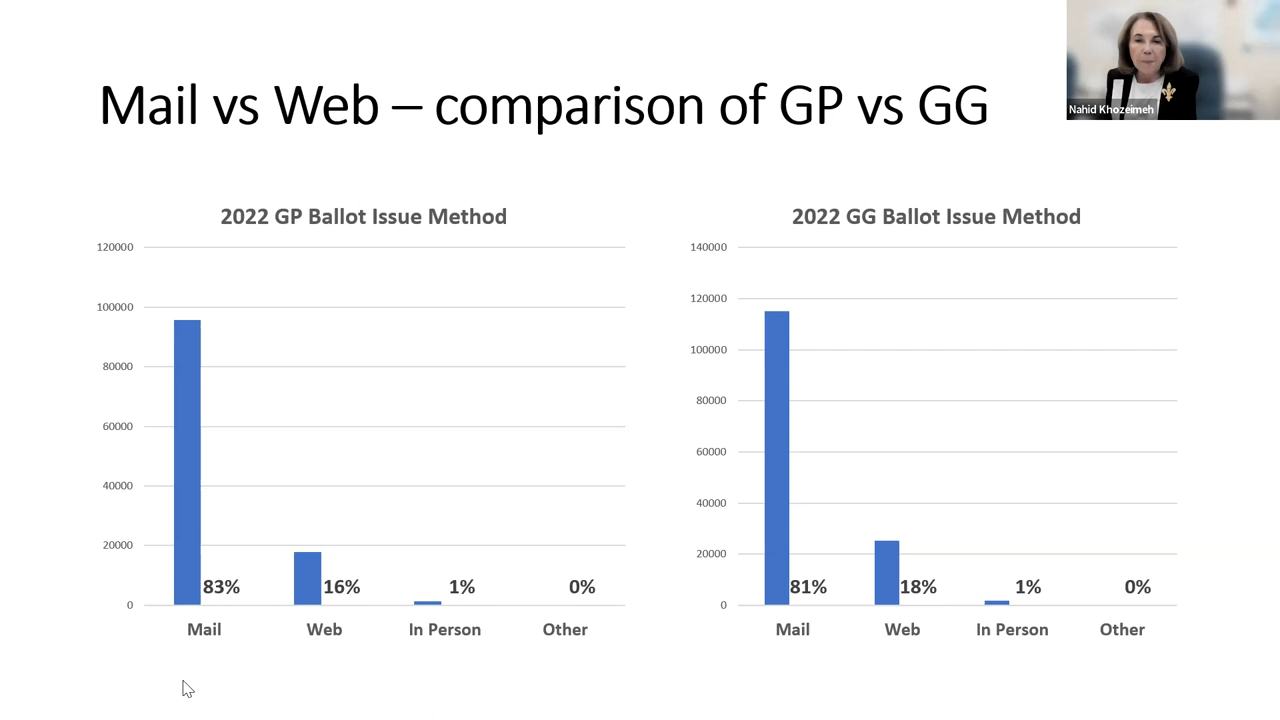 Mail vs Web – comparison of GP vs GG
Nahid Khozeimeh
2022 GP Ballot Issue Method
120000
100000
80000
60000
40000
20000
0
83%
16%
1%
0%
Mail
Web
In Person
Other
2022 GG Ballot Issue Method
140000
120000
100000
80000
60000
40000
20000
0
81%
18%
1%
0%
Mail
Web
In Person
Other